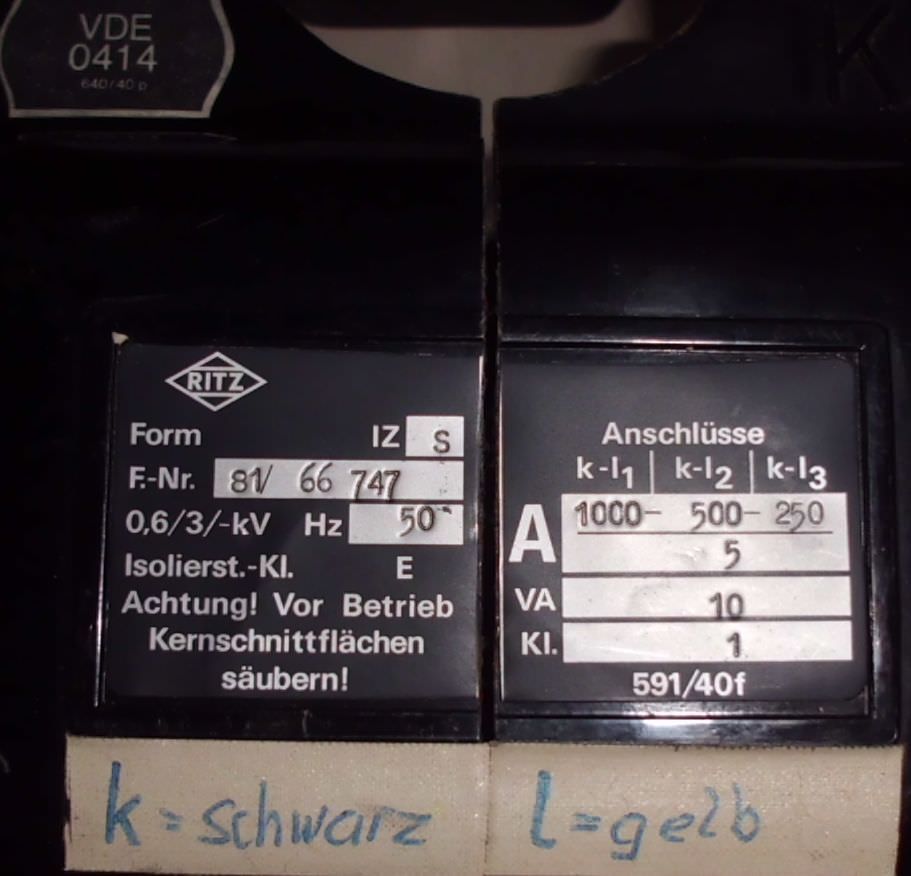 VDE
0414
640/40 p
k
RITZ
Form IZ S
F.-Nr. 81/ 66 747
0,6/3/-kV Hz 50~
Isolierst.-Kl. E
Achtung! Vor Betrieb
Kernschnittflächen
säubern!
Anschlüsse
k-l₁ | k-l₂ | k-l₃
A 1000- 500- 250
5
VA 10
Kl. 1
591/40f
k = schwarz
l = gelb